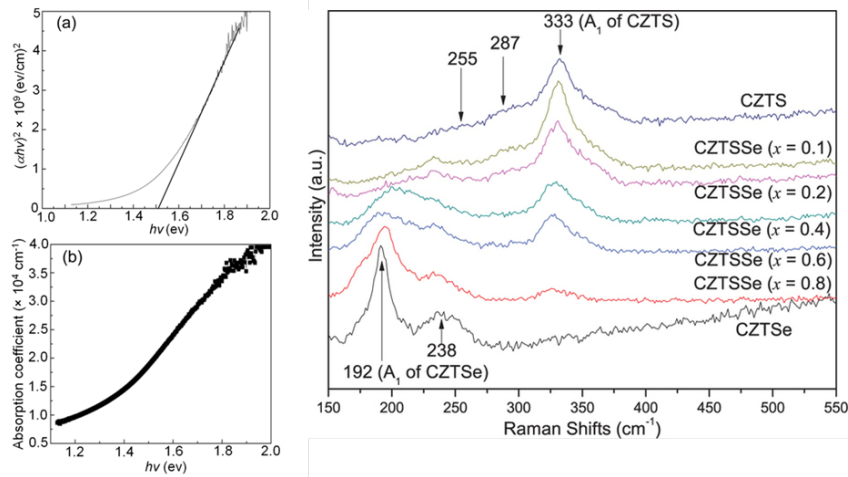 (a)
(αhv)² × 10⁹ (ev/cm)²
5
4
3
2
1
0
1.0 1.2 1.4 1.6 1.8 2.0
hv (ev)
(b)
Absorption coefficient (× 10⁴ cm⁻¹)
4.0
3.5
3.0
2.5
2.0
1.5
1.0
0.5
1.2 1.4 1.6 1.8 2.0
hv (ev)
333 (A₁ of CZTS)
287
255
CZTS
CZTSSe (x = 0.1)
CZTSSe (x = 0.2)
CZTSSe (x = 0.4)
CZTSSe (x = 0.6)
CZTSSe (x = 0.8)
CZTSe
238
192 (A₁ of CZTSe)
Intensity (a.u.)
150 200 250 300 350 400 450 500 550
Raman Shifts (cm⁻¹)